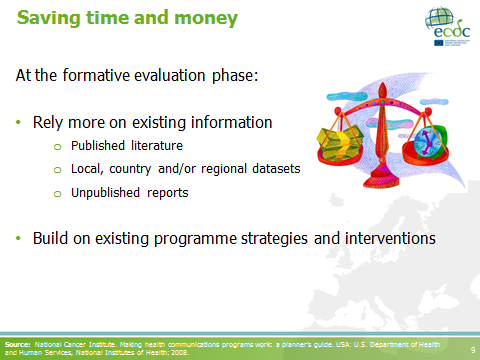 Saving time and money
ecdc
At the formative evaluation phase:
• Rely more on existing information
o Published literature
o Local, country and/or regional datasets
o Unpublished reports
• Build on existing programme strategies and interventions
Source: National Cancer Institute. Making health communications programs work: a planner's guide. USA: U.S. Department of Health
and Human Services, National Institutes of Health; 2008.
9